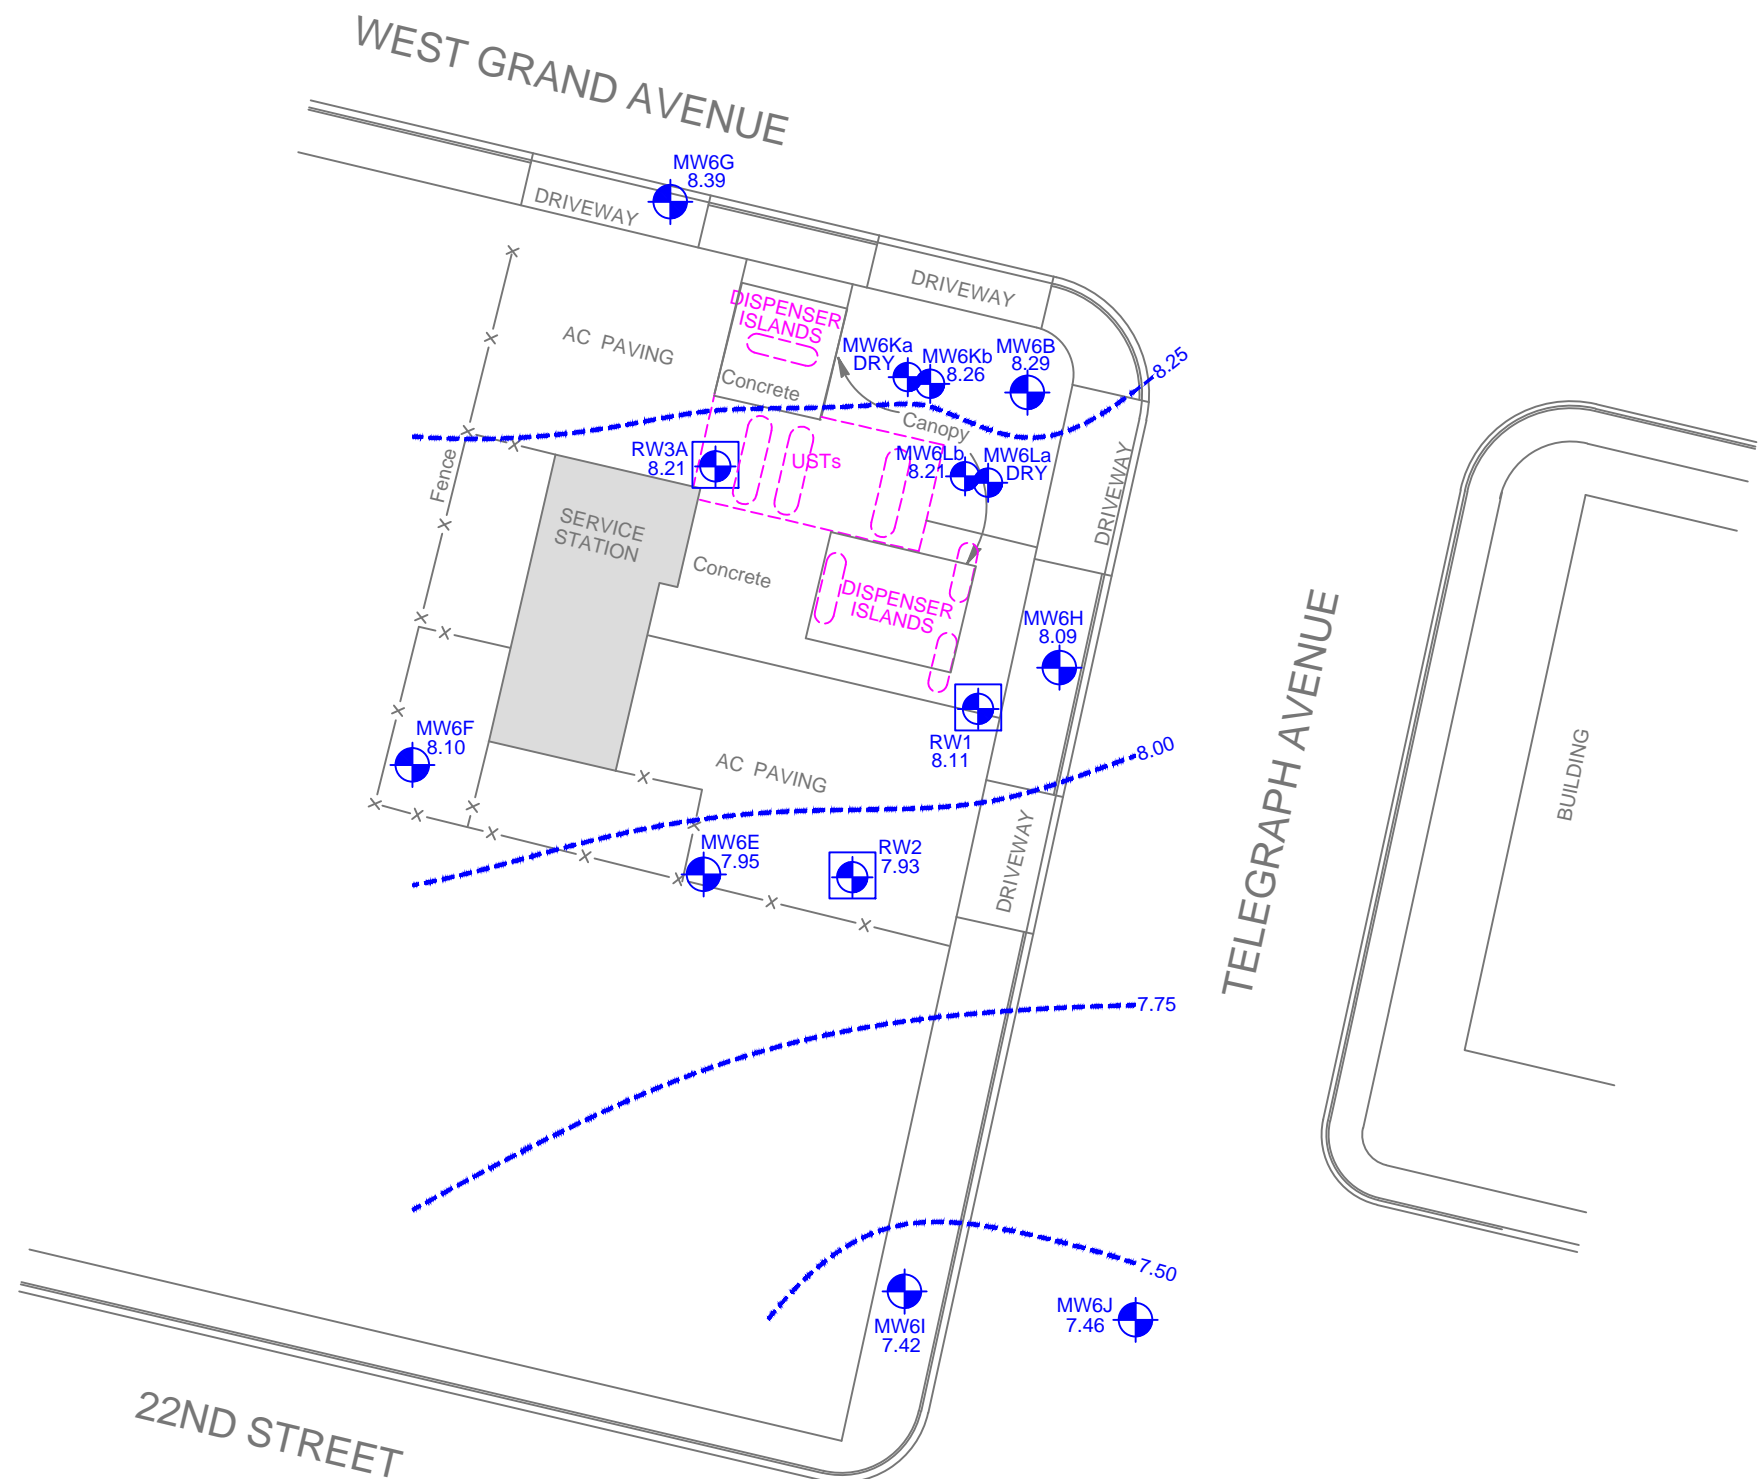 WEST GRAND AVENUE
MW6G
8.39
DRIVEWAY
DRIVEWAY
DISPENSER
ISLANDS
AC PAVING
MW6Ka
DRY
MW6Kb
8.26
MW6B
8.29
8.25
Concrete
Canopy
RW3A
8.21
USTs
MW6Lb
8.21
MW6La
DRY
Fence
DRIVEWAY
SERVICE
STATION
Concrete
DISPENSER
ISLANDS
MW6H
8.09
TELEGRAPH AVENUE
BUILDING
MW6F
8.10
RW1
8.11
8.00
AC PAVING
MW6E
7.95
RW2
7.93
DRIVEWAY
7.75
7.50
MW6I
7.42
MW6J
7.46
22ND STREET